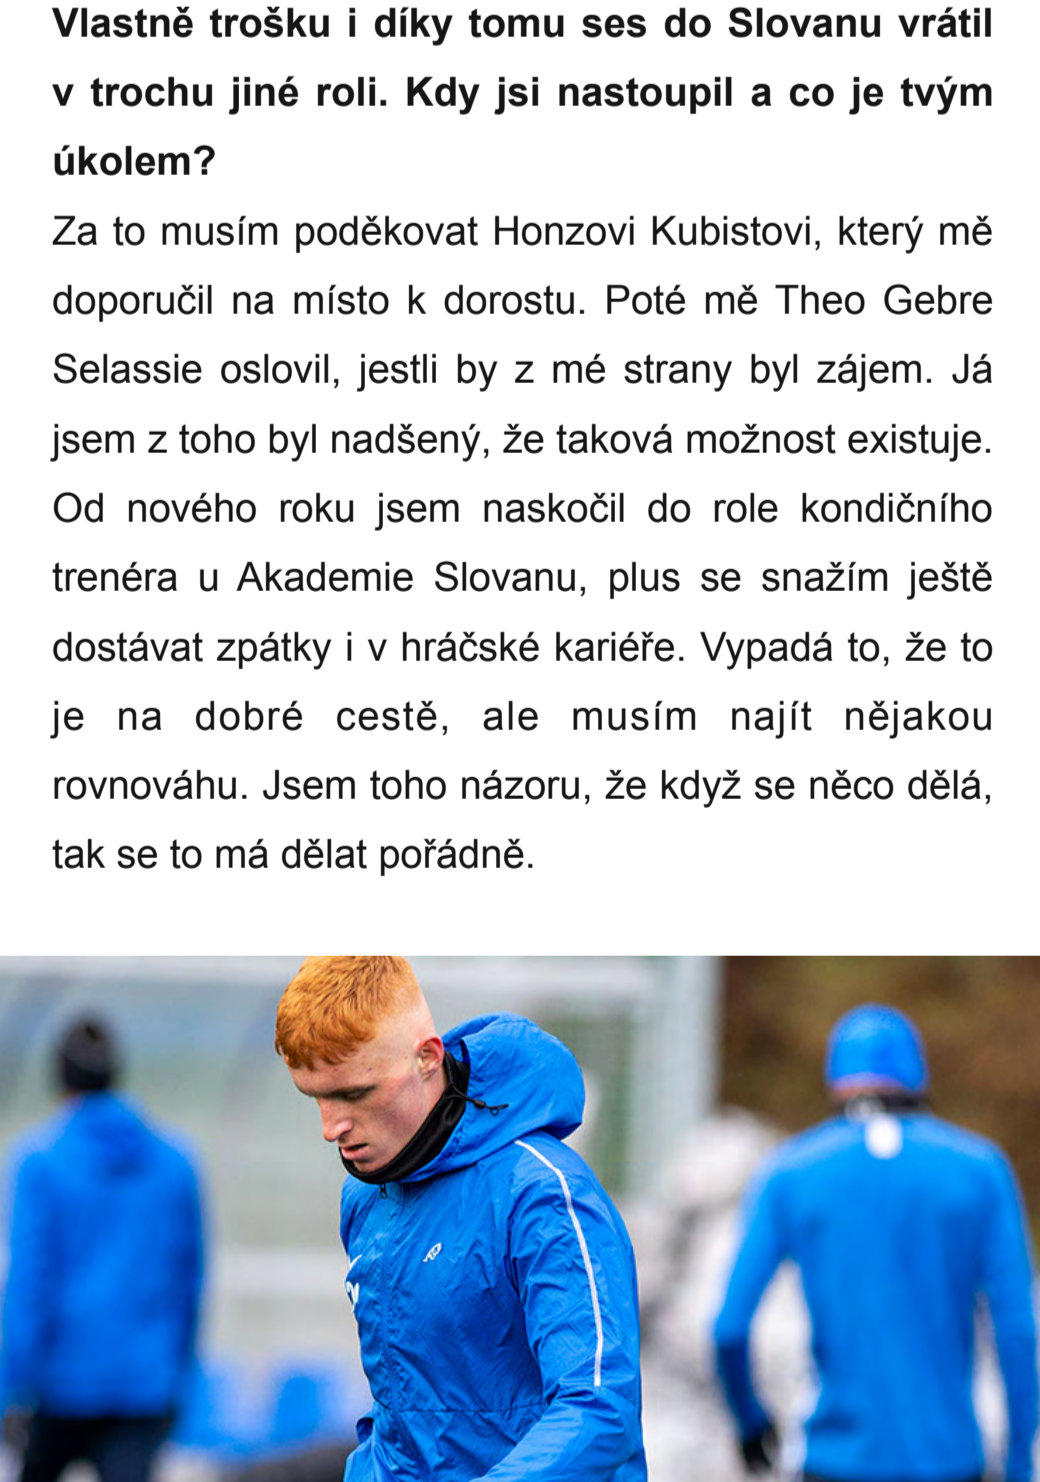 Vlastně trošku i díky tomu ses do Slovanu vrátil
v trochu jiné roli. Kdy jsi nastoupil a co je tvým
úkolem?
Za to musím poděkovat Honzovi Kubistovi, který mě
doporučil na místo k dorostu. Poté mě Theo Gebre
Selassie oslovil, jestli by z mé strany byl zájem. Já
jsem z toho byl nadšený, že taková možnost existuje.
Od nového roku jsem naskočil do role kondičního
trenéra u Akademie Slovanu, plus se snažím ještě
dostávat zpátky i v hráčské kariéře. Vypadá to, že to
je na dobré cestě, ale musím najít nějakou
rovnováhu. Jsem toho názoru, že když se něco dělá,
tak se to má dělat pořádně.